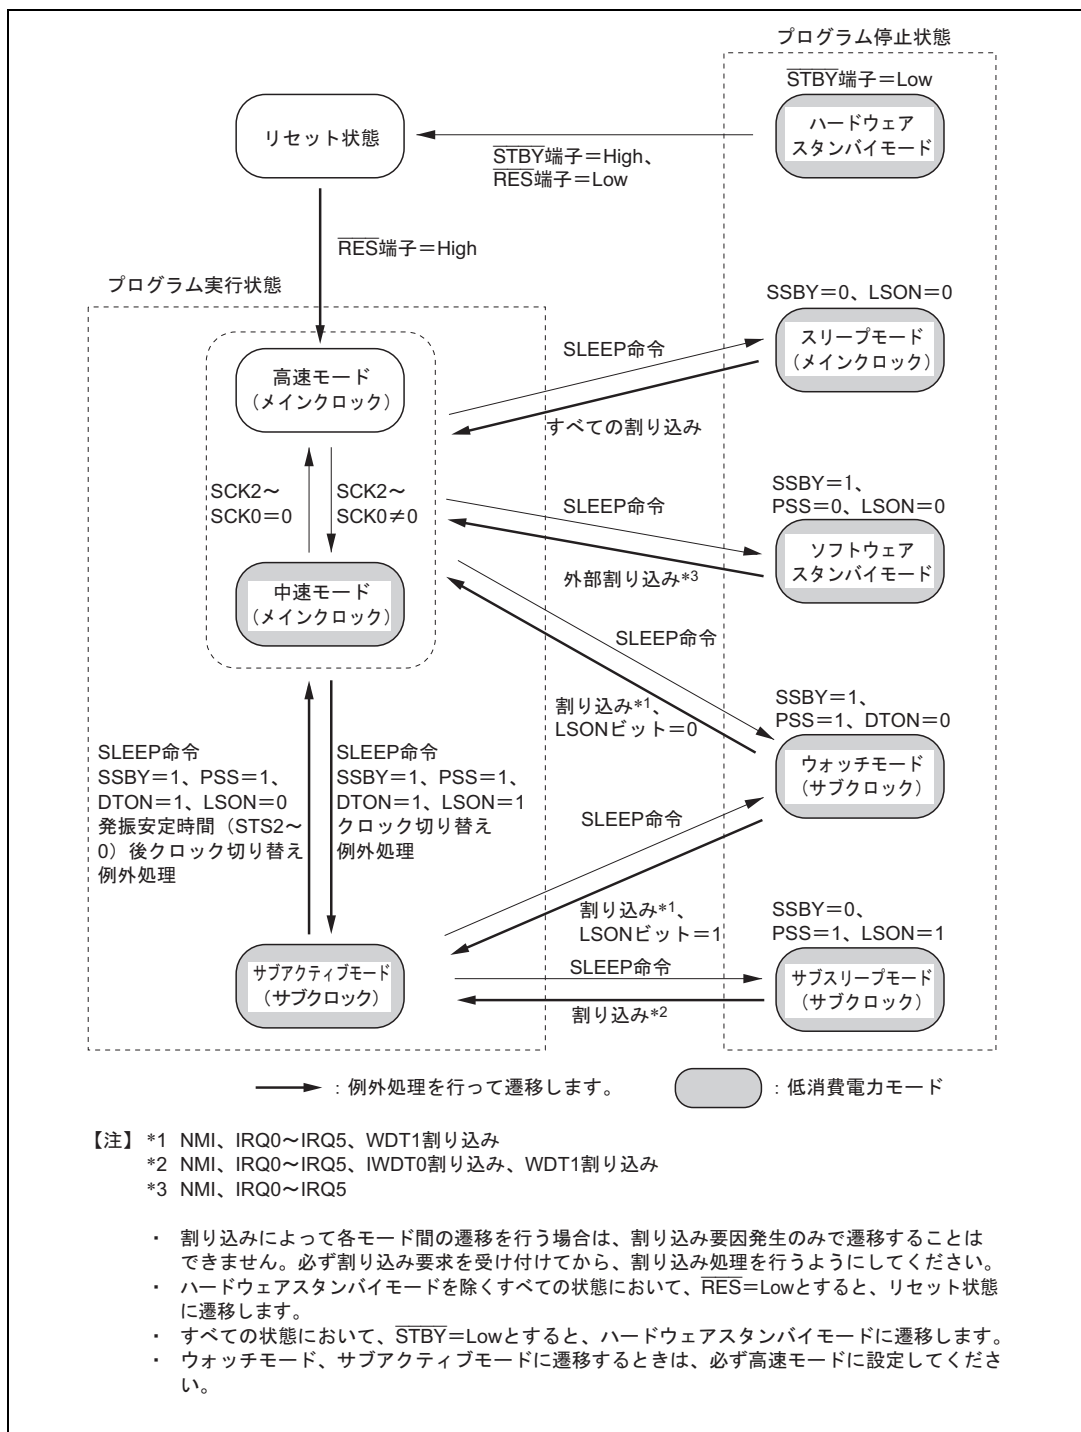 プログラム停止状態
STBY端子＝Low
ハードウェア
スタンバイモード
リセット状態
STBY端子＝High、
RES端子＝Low
RES端子＝High
プログラム実行状態
SSBY＝0、LSON＝0
スリープモード
（メインクロック）
SLEEP命令
すべての割り込み
高速モード
（メインクロック）
SCK2～
SCK0＝0
SCK2～
SCK0≠0
中速モード
（メインクロック）
SSBY＝1、
PSS＝0、LSON＝0
ソフトウェア
スタンバイモード
SLEEP命令
外部割り込み*3
SLEEP命令
割り込み*1、
LSONビット＝0
SSBY＝1、
PSS＝1、DTON＝0
ウォッチモード
（サブクロック）
SLEEP命令
SSBY＝1、PSS＝1、
DTON＝1、LSON＝0
発振安定時間（STS2～
0）後クロック切り替え
例外処理
SLEEP命令
SSBY＝1、PSS＝1、
DTON＝1、LSON＝1
クロック切り替え
例外処理
SLEEP命令
割り込み*1、
LSONビット＝1
SSBY＝0、
PSS＝1、LSON＝1
サブスリープモード
（サブクロック）
SLEEP命令
割り込み*2
サブアクティブモード
（サブクロック）
：例外処理を行って遷移します。
：低消費電力モード
【注】 *1 NMI、IRQ0～IRQ5、WDT1割り込み
*2 NMI、IRQ0～IRQ5、IWDT0割り込み、WDT1割り込み
*3 NMI、IRQ0～IRQ5
・ 割り込みによって各モード間の遷移を行う場合は、割り込み要因発生のみで遷移することは
できません。必ず割り込み要求を受け付けてから、割り込み処理を行うようにしてください。
・ ハードウェアスタンバイモードを除くすべての状態において、RES＝Lowとすると、リセット状態
に遷移します。
・ すべての状態において、STBY＝Lowとすると、ハードウェアスタンバイモードに遷移します。
・ ウォッチモード、サブアクティブモードに遷移するときは、必ず高速モードに設定してくださ
い。